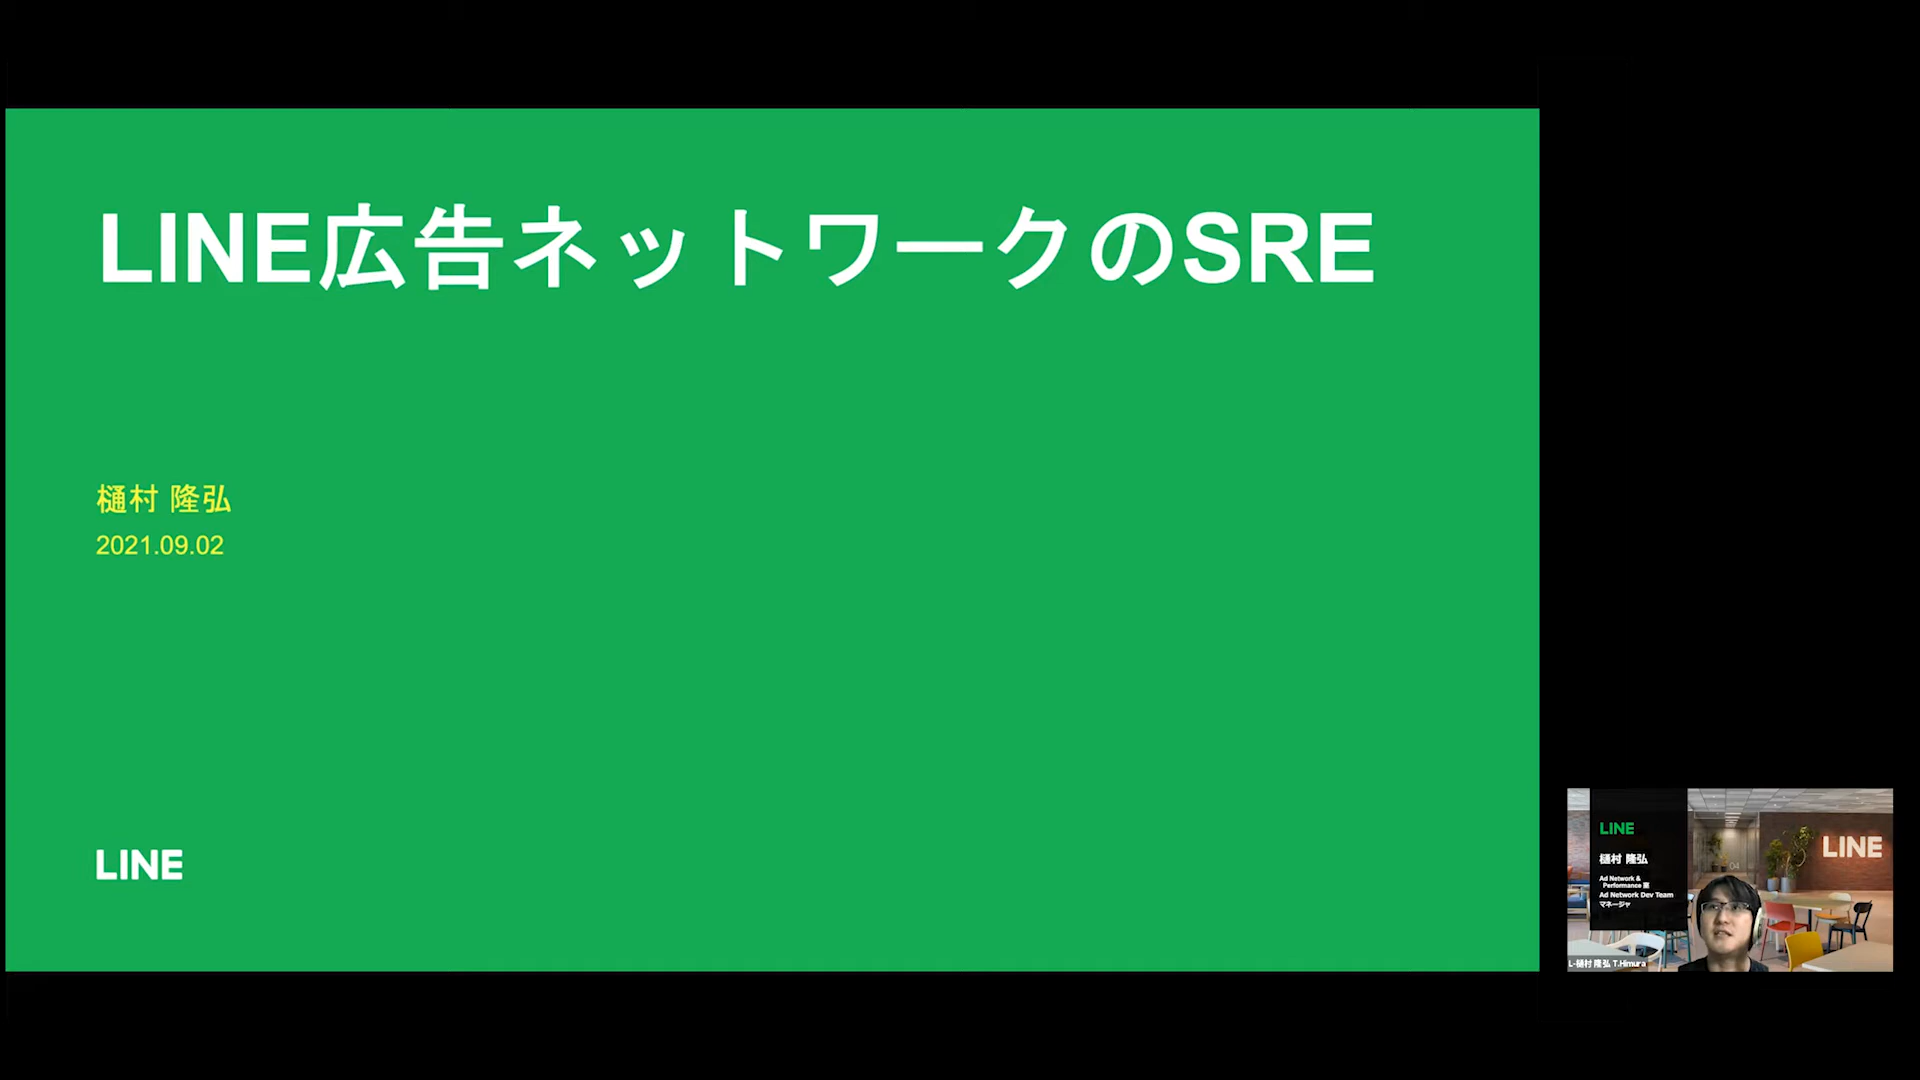 LINE広告ネットワークのSRE
樋村 隆弘
2021.09.02
LINE
LINE
樋村 隆弘
Ad Network &
Performance 室
Ad Network Dev Team
マネージャ
LINE
L-樋村 隆弘 T.Himura